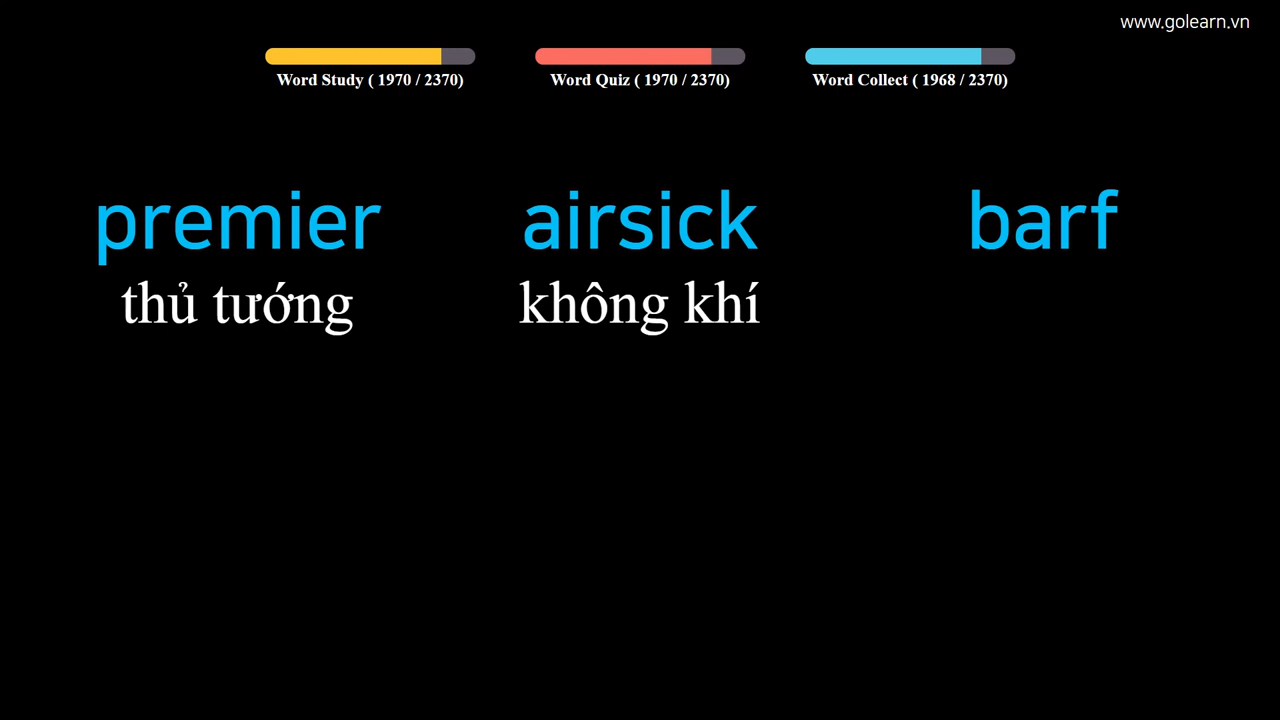 www.golearn.vn
Word Study ( 1970 / 2370)
Word Quiz ( 1970 / 2370)
Word Collect ( 1968 / 2370)
premier
airsick
barf
thủ tướng
không khí